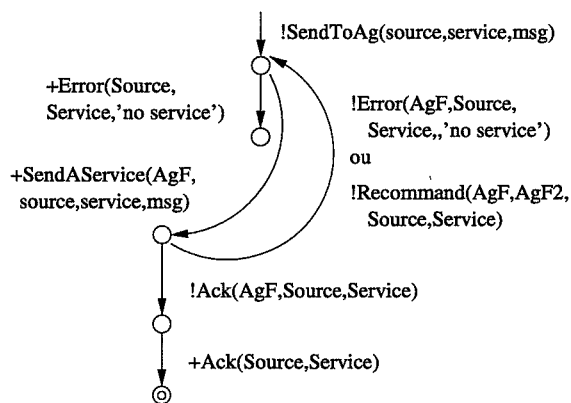 !SendToAg(source,service,msg)
+Error(Source,
Service,'no service')
!Error(AgF,Source,
Service,,'no service')
ou
!Recommand(AgF,AgF2,
Source,Service)
+SendAService(AgF,
source,service,msg)
!Ack(AgF,Source,Service)
+Ack(Source,Service)